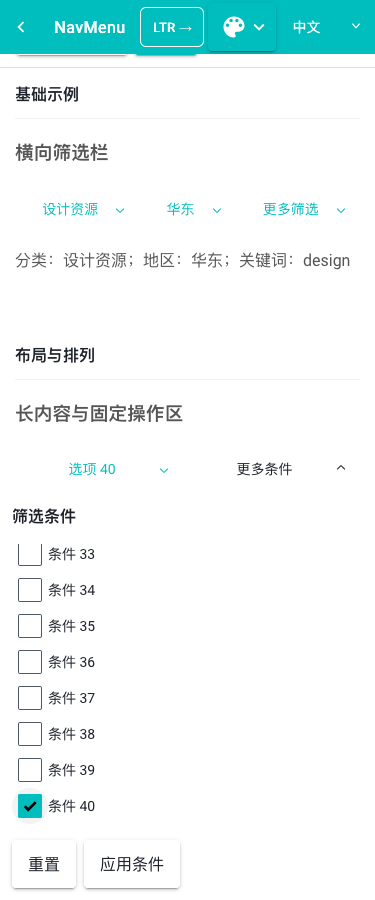 NavMenu LTR → 中文
基础示例
横向筛选栏
设计资源 华东 更多筛选
分类：设计资源；地区：华东；关键词：design
布局与排列
长内容与固定操作区
选项 40 更多条件
筛选条件
条件 33
条件 34
条件 35
条件 36
条件 37
条件 38
条件 39
条件 40
重置 应用条件